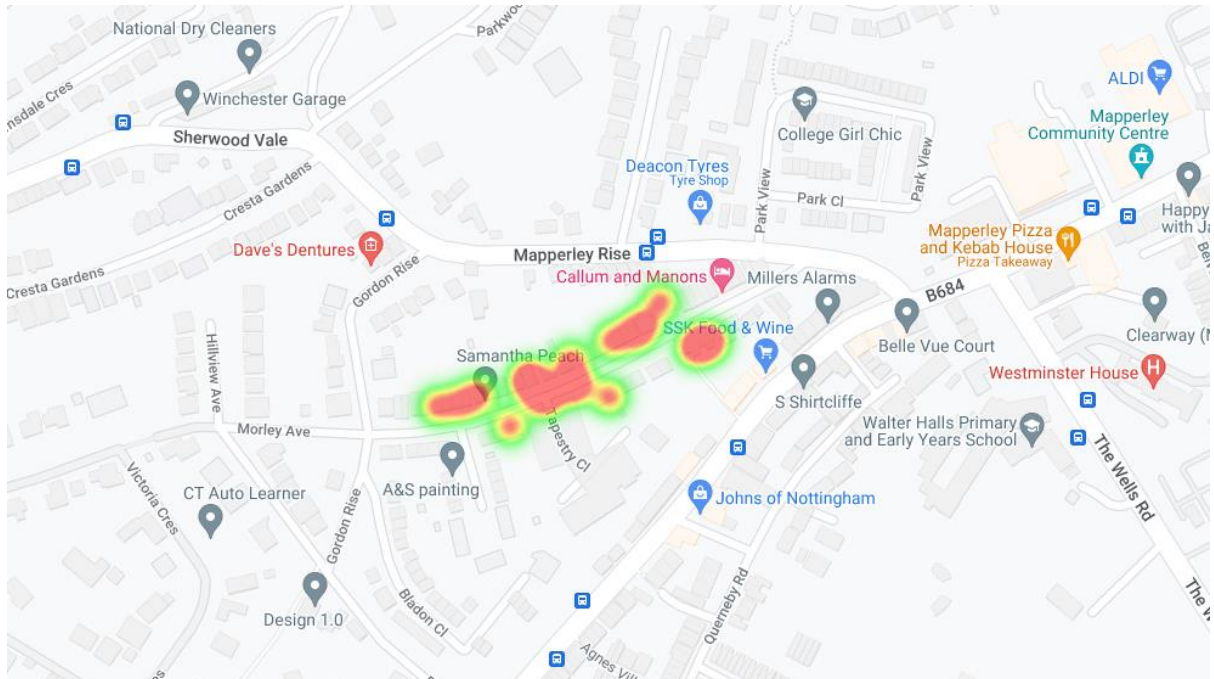 National Dry Cleaners
Parkwo
ALDI
nsdale Cres
Winchester Garage
Mapperley
Community Centre
Sherwood Vale
College Girl Chic
Deacon Tyres
Tyre Shop
Park View
Park View
Park Cl
Cresta Gardens
Happy
with Ja
Mapperley Pizza
and Kebab House
Pizza Takeaway
Dave's Dentures
Mapperley Rise
Callum and Manons
Millers Alarms
Cresta Gardens
Gordon Rise
B684
SSK Food & Wine
Clearway (M
Belle Vue Court
Samantha Peach
Hillview Ave
Westminster House
H
S Shirtcliffe
Walter Halls Primary
and Early Years School
Morley Ave
Tapestry Cl
The Wells Rd
Victoria Cres
CT Auto Learner
A&S painting
Johns of Nottingham
Gordon Rise
Design 1.0
Bladon Cl
Querneby Rd
The We
Agnes Vil